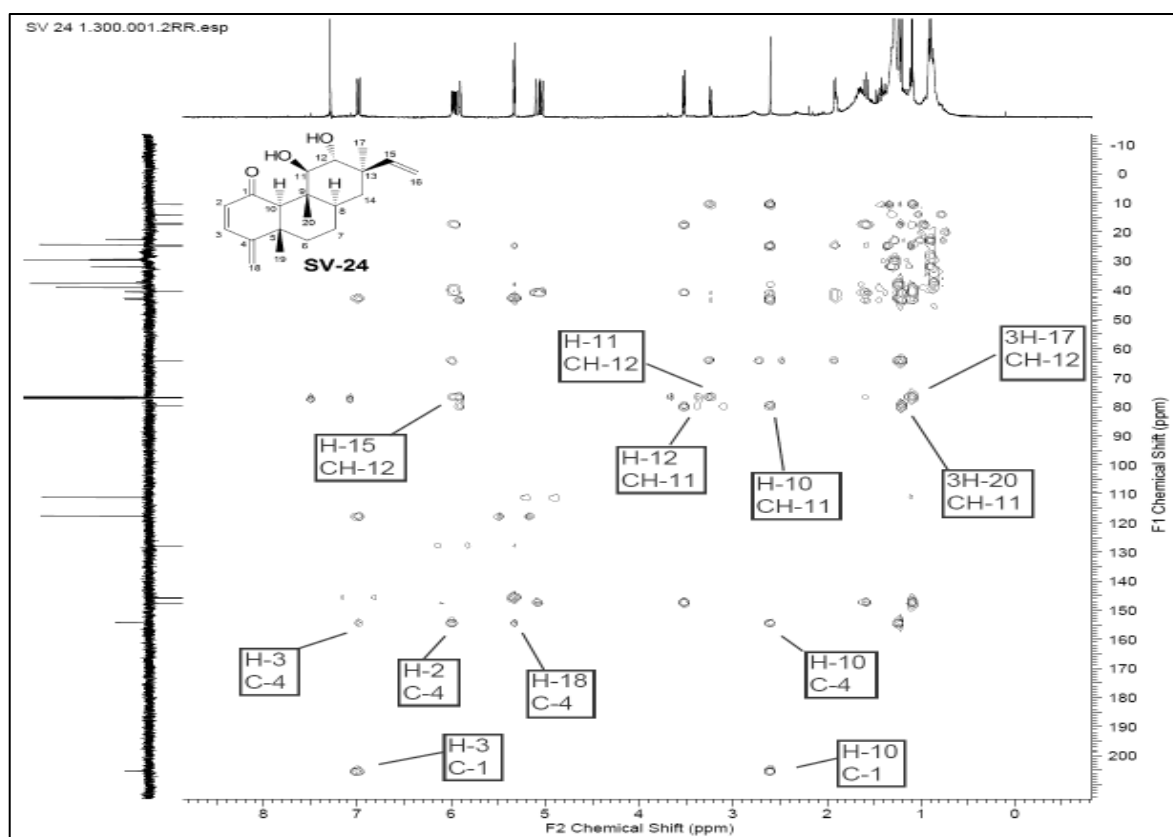 SV 24 1.300.001.2RR.esp
HO
HO
17
12
15
11
13
16
O
H
H
1
9
14
2
10
8
20
3
5
7
4
6
19
18
SV-24
H-11
CH-12
3H-17
CH-12
H-15
CH-12
H-12
CH-11
H-10
CH-11
3H-20
CH-11
H-3
C-4
H-2
C-4
H-18
C-4
H-10
C-4
H-3
C-1
H-10
C-1
-10
0
10
20
30
40
50
60
70
80
90
100
110
120
130
140
150
160
170
180
190
200
F1 Chemical Shift (ppm)
8 7 6 5 4 3 2 1 0
F2 Chemical Shift (ppm)